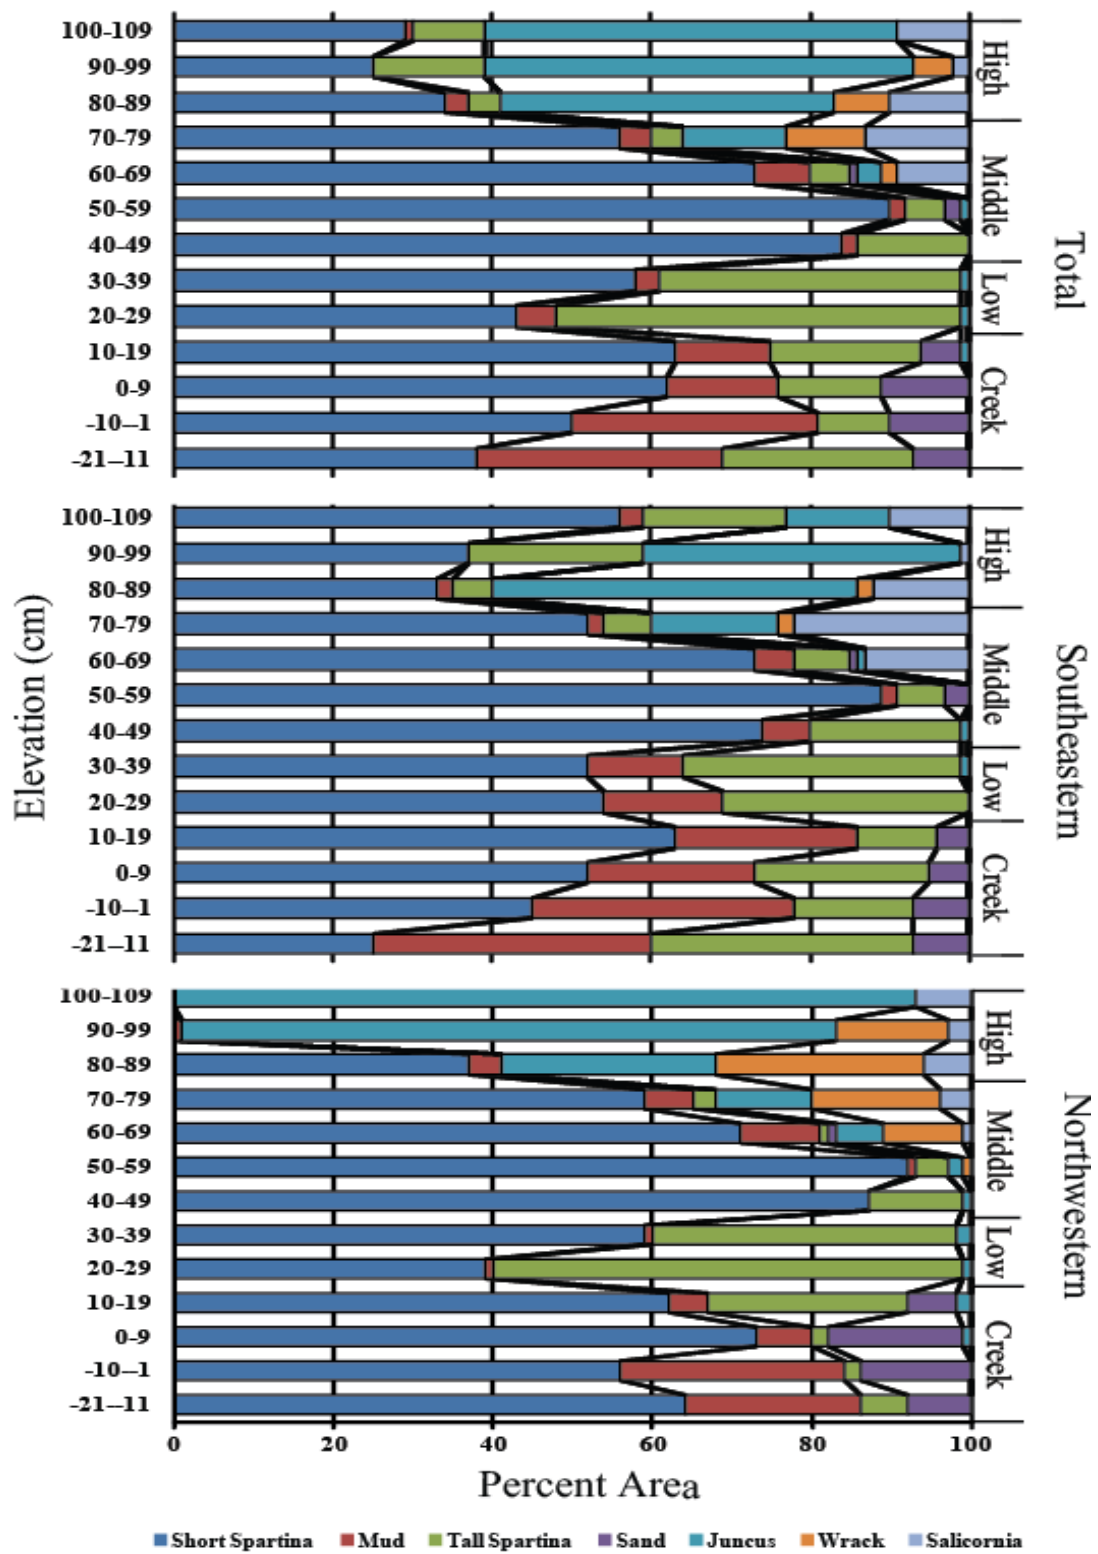 100-109
90-99
80-89
70-79
60-69
50-59
40-49
30-39
20-29
10-19
0-9
-10--1
-21--11
High
Middle
Low
Creek
Total
100-109
90-99
80-89
70-79
60-69
50-59
40-49
30-39
20-29
10-19
0-9
-10--1
-21--11
High
Middle
Low
Creek
Southeastern
Elevation (cm)
100-109
90-99
80-89
70-79
60-69
50-59
40-49
30-39
20-29
10-19
0-9
-10--1
-21--11
High
Middle
Low
Creek
Northwestern
0 20 40 60 80 100
Percent Area
Short Spartina Mud Tall Spartina Sand Juncus Wrack Salicornia